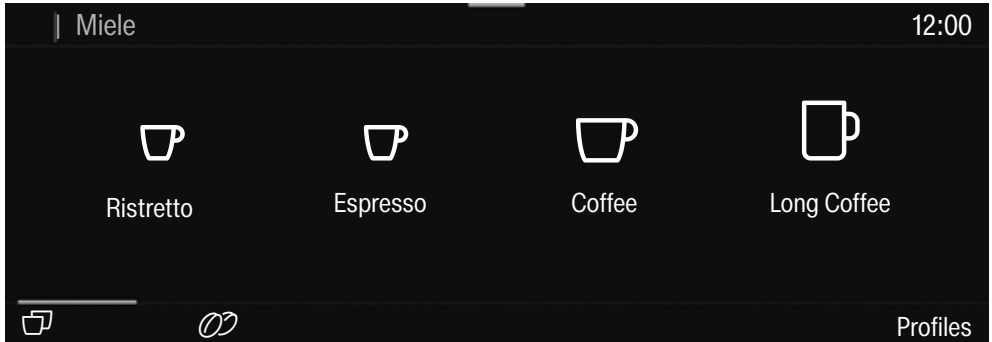 Miele
12:00
Ristretto
Espresso
Coffee
Long Coffee
Profiles